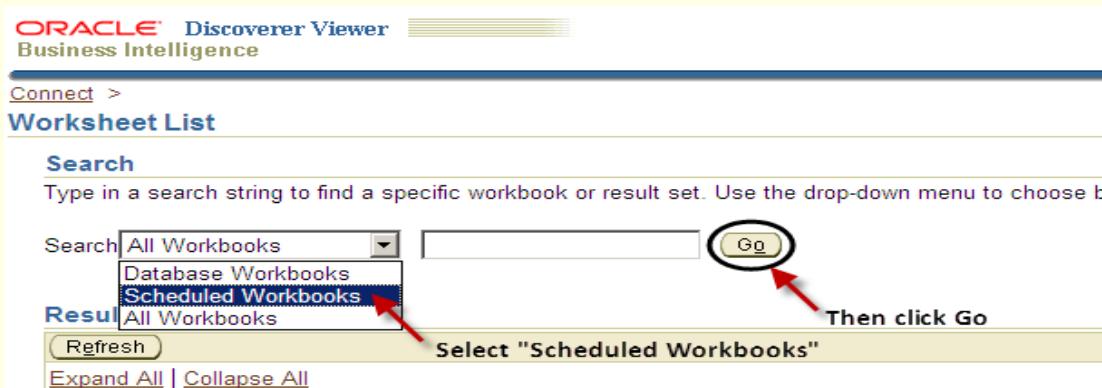 ORACLE Discoverer Viewer
Business Intelligence
Connect >
Worksheet List
Search
Type in a search string to find a specific workbook or result set. Use the drop-down menu to choose
Search All Workbooks Go
Database Workbooks
Scheduled Workbooks
All Workbooks
Then click Go
Refresh
Select "Scheduled Workbooks"
Expand All | Collapse All